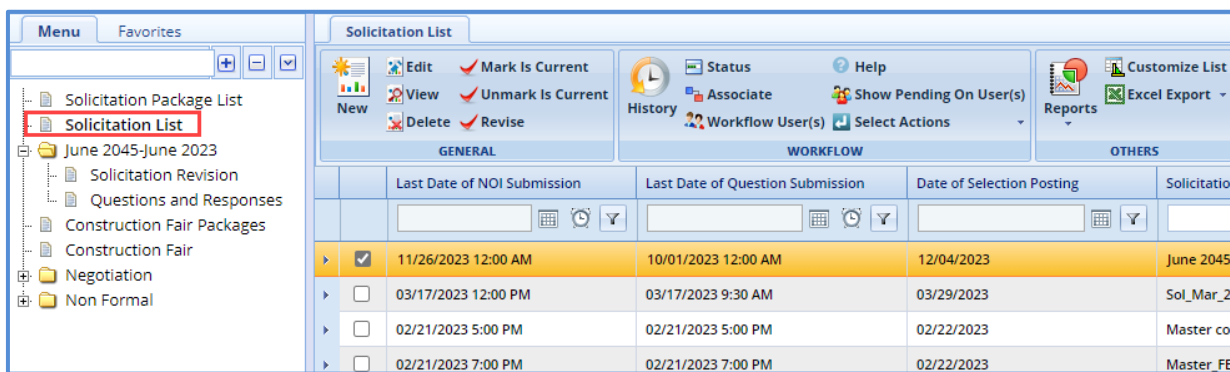 Menu Favorites
Solicitation Package List
Solicitation List
June 2045-June 2023
Solicitation Revision
Questions and Responses
Construction Fair Packages
Construction Fair
Negotiation
Non Formal
Solicitation List
New
Edit
View
Delete
Mark Is Current
Unmark Is Current
Revise
GENERAL
History
Status
Associate
Workflow User(s)
Help
Show Pending On User(s)
Select Actions
WORKFLOW
Reports
Customize List
Excel Export
OTHERS
Last Date of NOI Submission Last Date of Question Submission Date of Selection Posting Solicitatio
11/26/2023 12:00 AM 10/01/2023 12:00 AM 12/04/2023 June 2045
03/17/2023 12:00 PM 03/17/2023 9:30 AM 03/29/2023 Sol_Mar_2
02/21/2023 5:00 PM 02/21/2023 5:00 PM 02/22/2023 Master co
02/21/2023 7:00 PM 02/21/2023 7:00 PM 02/22/2023 Master_FE